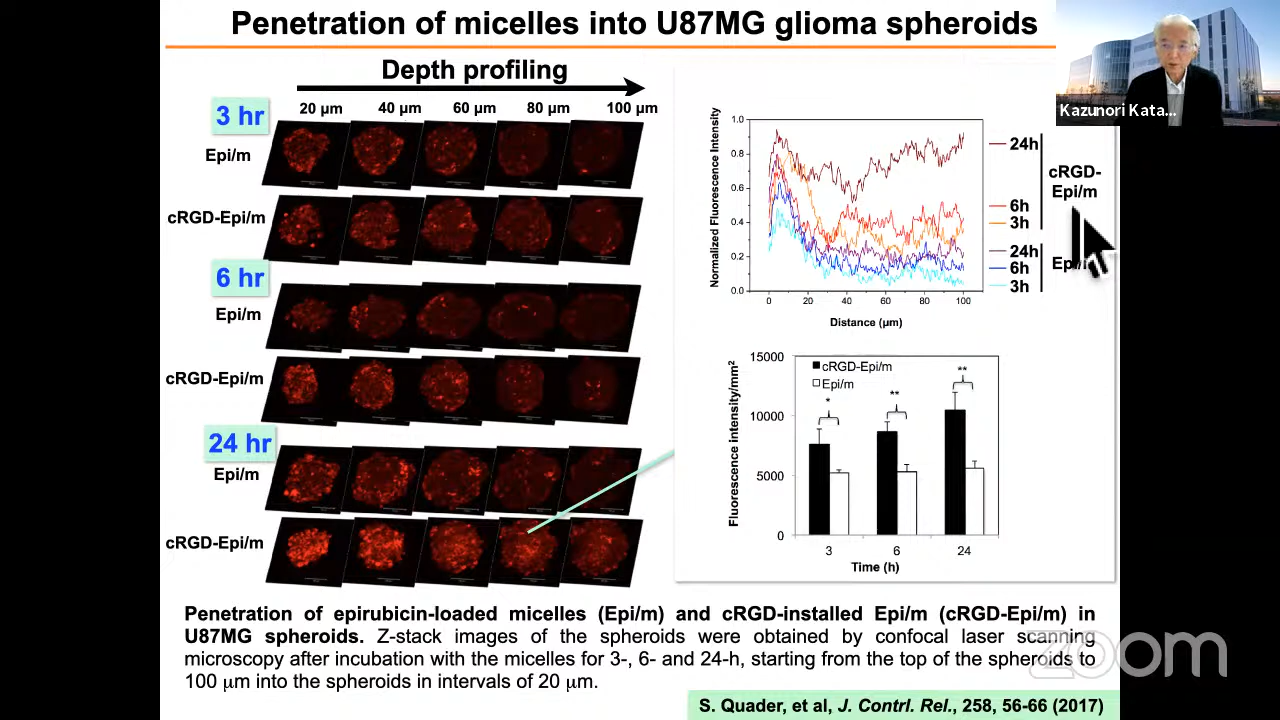 Penetration of micelles into U87MG glioma spheroids
Kazunori Kata...
Depth profiling
20 µm 40 µm 60 µm 80 µm 100 µm
3 hr
Epi/m
cRGD-Epi/m
6 hr
Epi/m
cRGD-Epi/m
24 hr
Epi/m
cRGD-Epi/m
Normalized Fluorescence Intensity
1.0
0.8
0.6
0.4
0.2
0.0
0 20 40 60 80 100
Distance (µm)
24h
6h
3h
cRGD-
Epi/m
24h
6h
3h
Epi/m
Fluorescence intensity/mm²
15000
10000
5000
0
cRGD-Epi/m
Epi/m
* ** **
3 6 24
Time (h)
Penetration of epirubicin-loaded micelles (Epi/m) and cRGD-installed Epi/m (cRGD-Epi/m) in
U87MG spheroids. Z-stack images of the spheroids were obtained by confocal laser scanning
microscopy after incubation with the micelles for 3-, 6- and 24-h, starting from the top of the spheroids to
100 µm into the spheroids in intervals of 20 µm.
zoom
S. Quader, et al, J. Contrl. Rel., 258, 56-66 (2017)